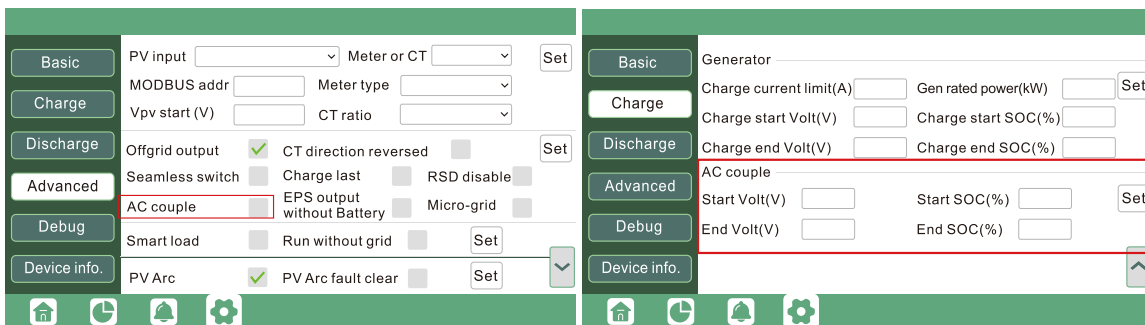 Basic
Charge
Discharge
Advanced
Debug
Device info.
PV input Meter or CT Set
MODBUS addr Meter type
Vpv start (V) CT ratio
Offgrid output CT direction reversed Set
Seamless switch Charge last RSD disable
AC couple EPS output without Battery Micro-grid
Smart load Run without grid Set
PV Arc PV Arc fault clear Set
Basic
Charge
Discharge
Advanced
Debug
Device info.
Generator
Charge current limit(A) Gen rated power(kW) Set
Charge start Volt(V) Charge start SOC(%)
Charge end Volt(V) Charge end SOC(%)
AC couple
Start Volt(V) Start SOC(%) Set
End Volt(V) End SOC(%)